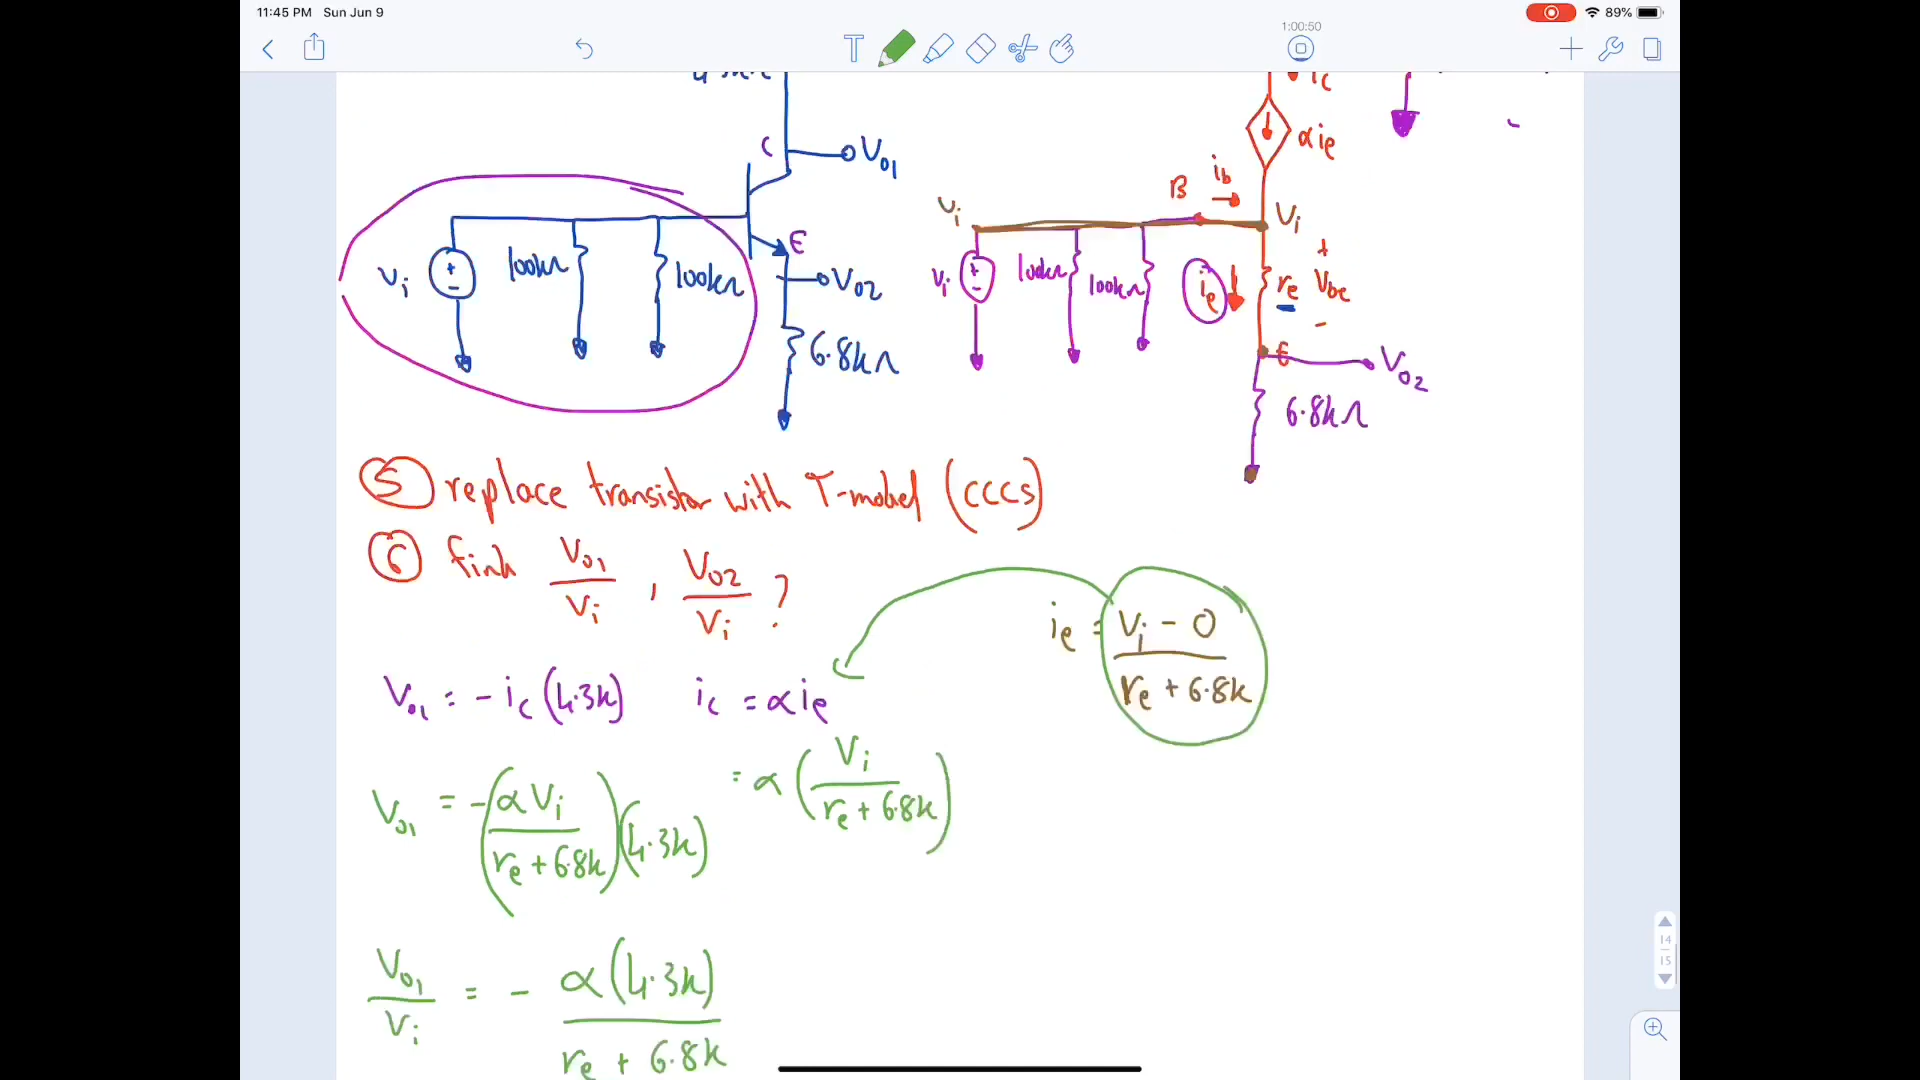 11:45 PM Sun Jun 9
89%
1:00:50
T
ic
C
Vo1
αie
B
ib
Vi
Vi
E
Vi
+
-
100kΩ
100kΩ
Vo2
6.8kΩ
Vi
+
-
100kΩ
100kΩ
ie
re
+
Vbe
-
E
Vo2
6.8kΩ
5 replace transistor with T-model (CCCS)
6 find Vo1/Vi , Vo2/Vi ?
ie = (Vi - 0)/(re + 6.8k)
Vo1 = - ic (4.3k) ic = αie
= α (Vi/(re + 6.8k))
Vo1 = -(αVi/(re + 6.8k))(4.3k)
Vo1/Vi = - α(4.3k)/(re + 6.8k)
14
15